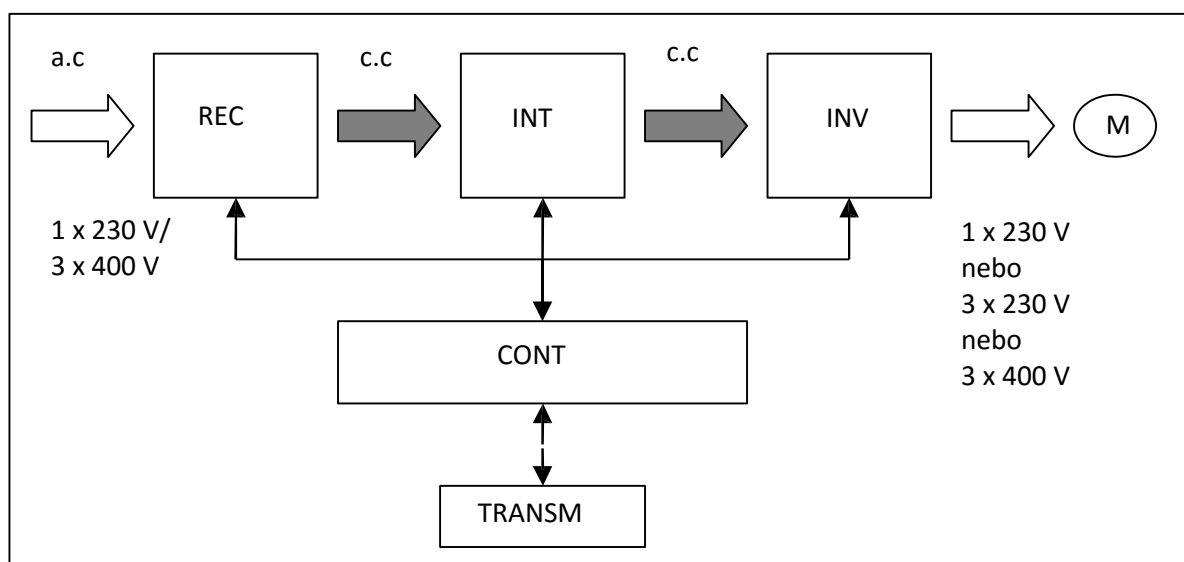 a.c
c.c
c.c
REC
INT
INV
M
1 x 230 V/
3 x 400 V
1 x 230 V
nebo
3 x 230 V
nebo
3 x 400 V
CONT
TRANSM